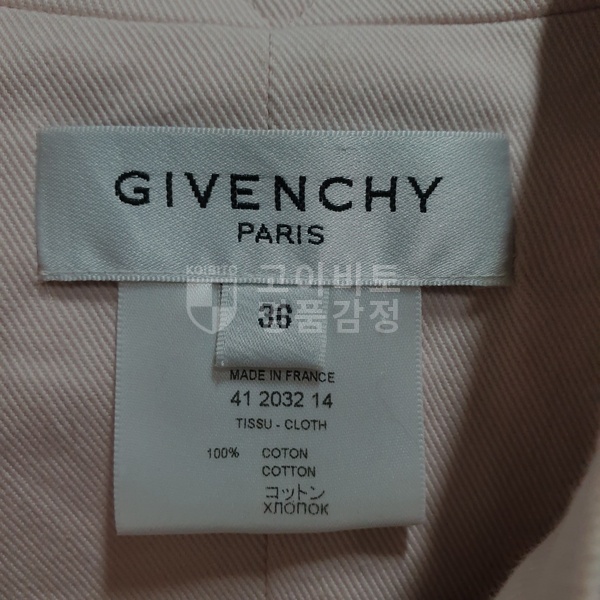 GIVENCHY
PARIS
KOIBITO 고이비토
명품감정
36
MADE IN FRANCE
41 2032 14
TISSU - CLOTH
100% COTON
COTTON
コットン
ХЛОПОК